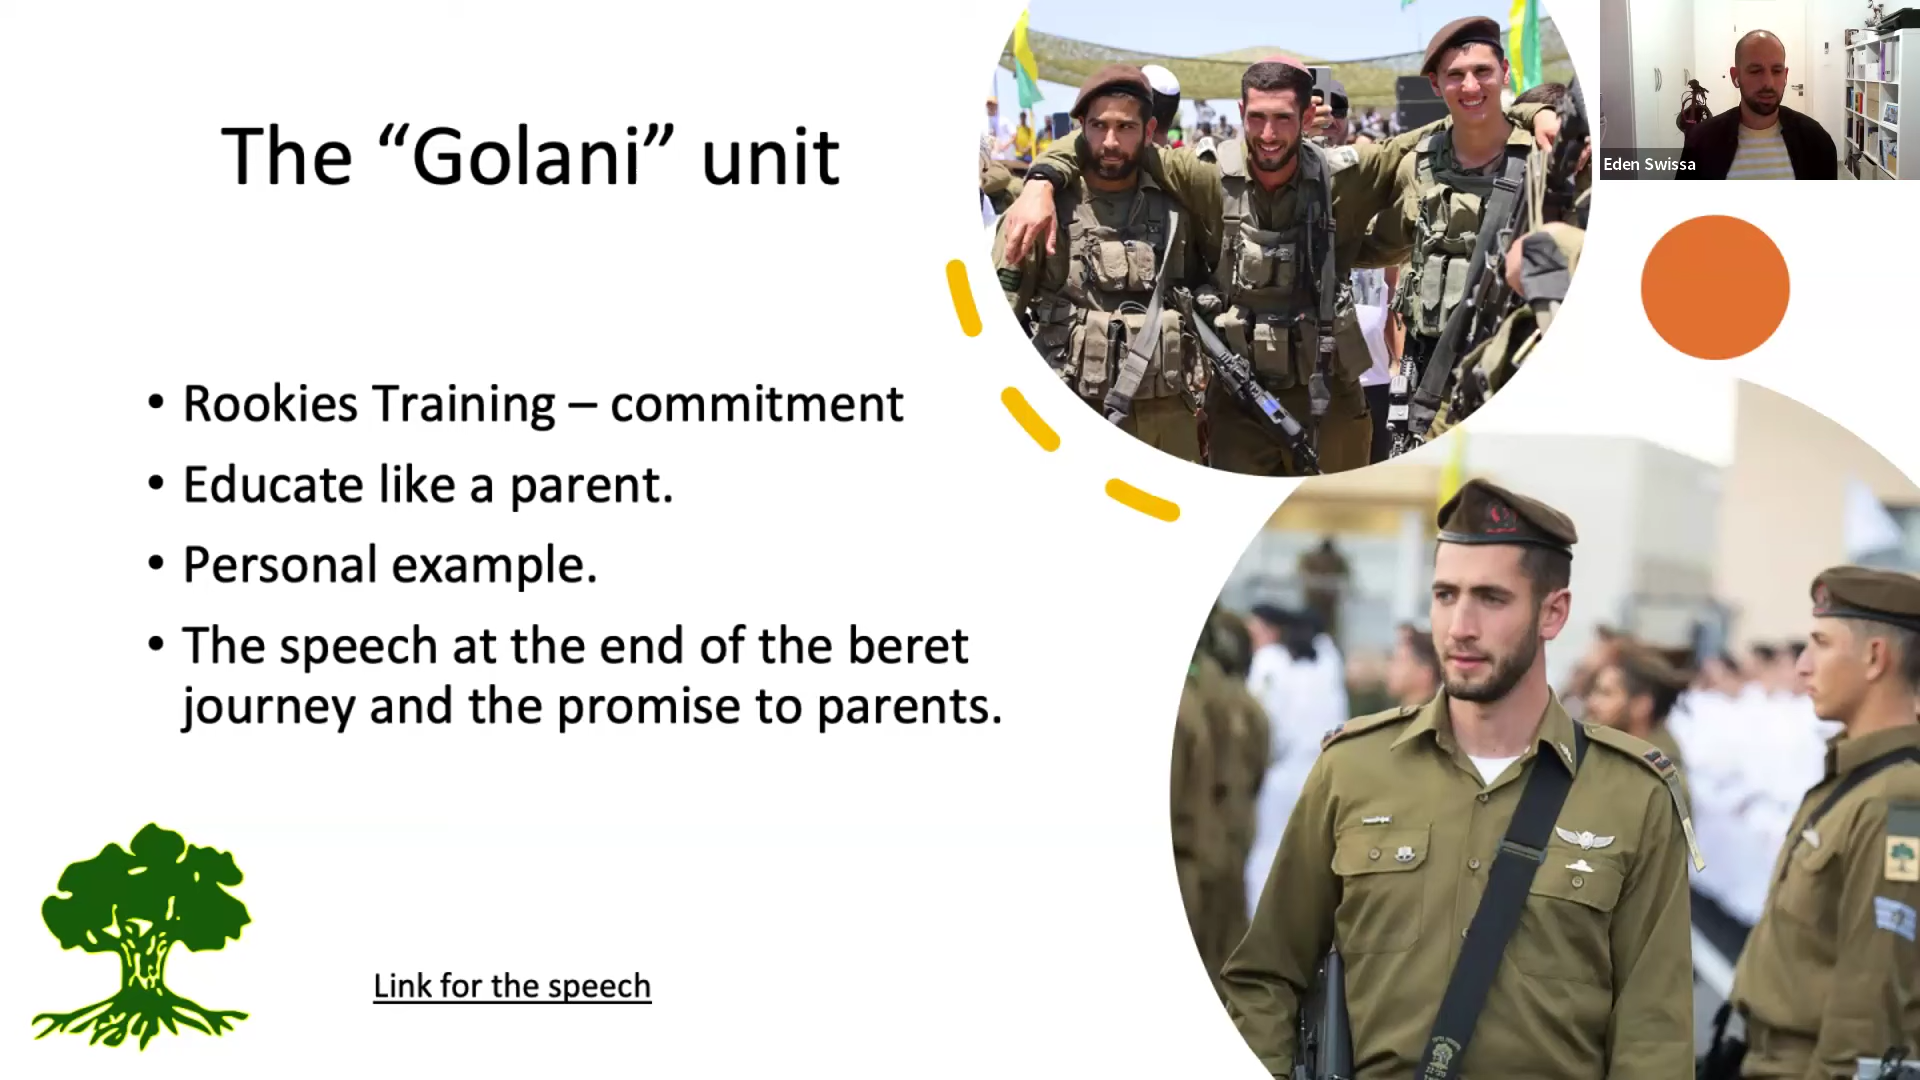 The “Golani” unit
Eden Swissa
• Rookies Training – commitment
• Educate like a parent.
• Personal example.
• The speech at the end of the beret
journey and the promise to parents.
Link for the speech